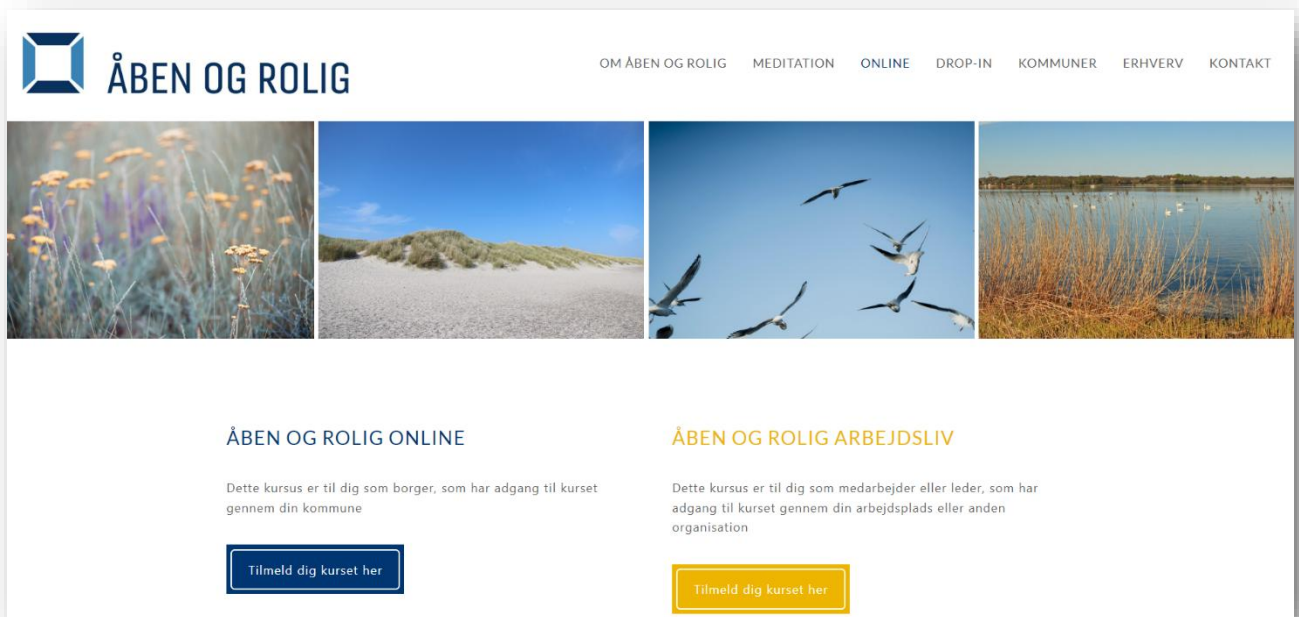 ÅBEN OG ROLIG
OM ÅBEN OG ROLIG MEDITATION ONLINE DROP-IN KOMMUNER ERHVERV KONTAKT
ÅBEN OG ROLIG ONLINE
Dette kursus er til dig som borger, som har adgang til kurset
gennem din kommune
Tilmeld dig kurset her
ÅBEN OG ROLIG ARBEJDSLIV
Dette kursus er til dig som medarbejder eller leder, som har
adgang til kurset gennem din arbejdsplads eller anden
organisation
Tilmeld dig kurset her